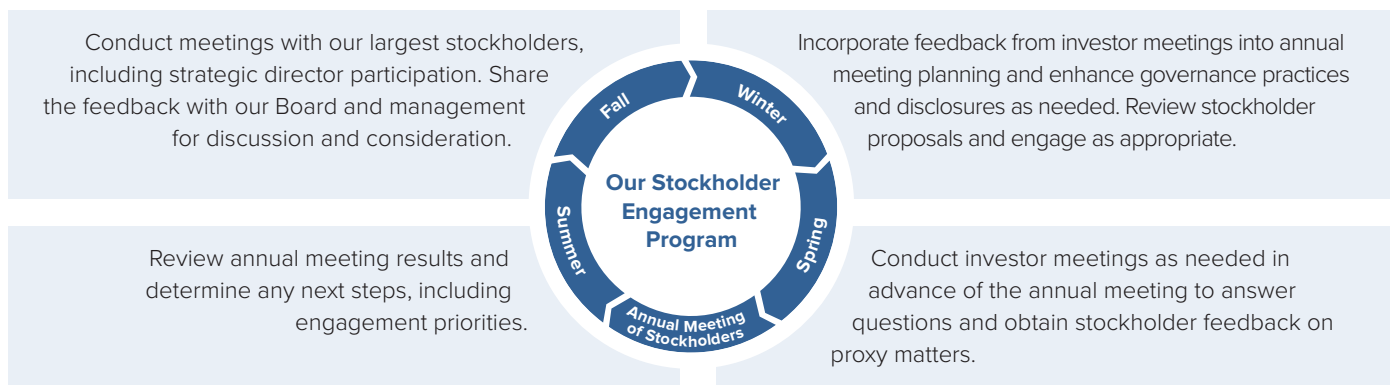 Conduct meetings with our largest stockholders,
including strategic director participation. Share
the feedback with our Board and management
for discussion and consideration.
Incorporate feedback from investor meetings into annual
meeting planning and enhance governance practices
and disclosures as needed. Review stockholder
proposals and engage as appropriate.
Fall
Winter
Our Stockholder
Engagement
Program
Summer
Spring
Annual Meeting
of Stockholders
Review annual meeting results and
determine any next steps, including
engagement priorities.
Conduct investor meetings as needed in
advance of the annual meeting to answer
questions and obtain stockholder feedback on
proxy matters.